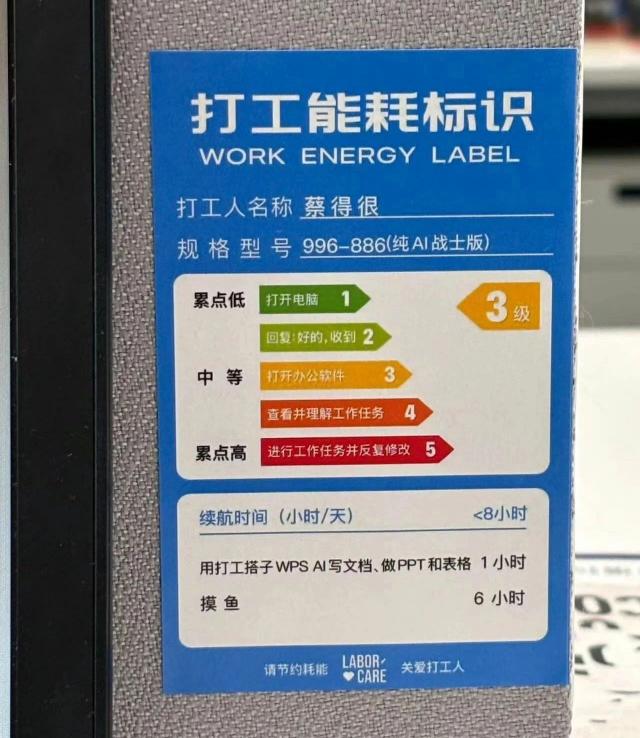 打工能耗标识
WORK ENERGY LABEL
打工人名称 蔡得很
规格型号 996-886(纯AI战士版)
累点低 打开电脑 1
3级
回复:好的,收到 2
中等 打开办公软件 3
查看并理解工作任务 4
累点高 进行工作任务并反复修改 5
续航时间(小时/天) <8小时
用打工搭子WPS AI写文档、做PPT和表格 1小时
摸鱼 6小时
请节约耗能 LABOR CARE 关爱打工人